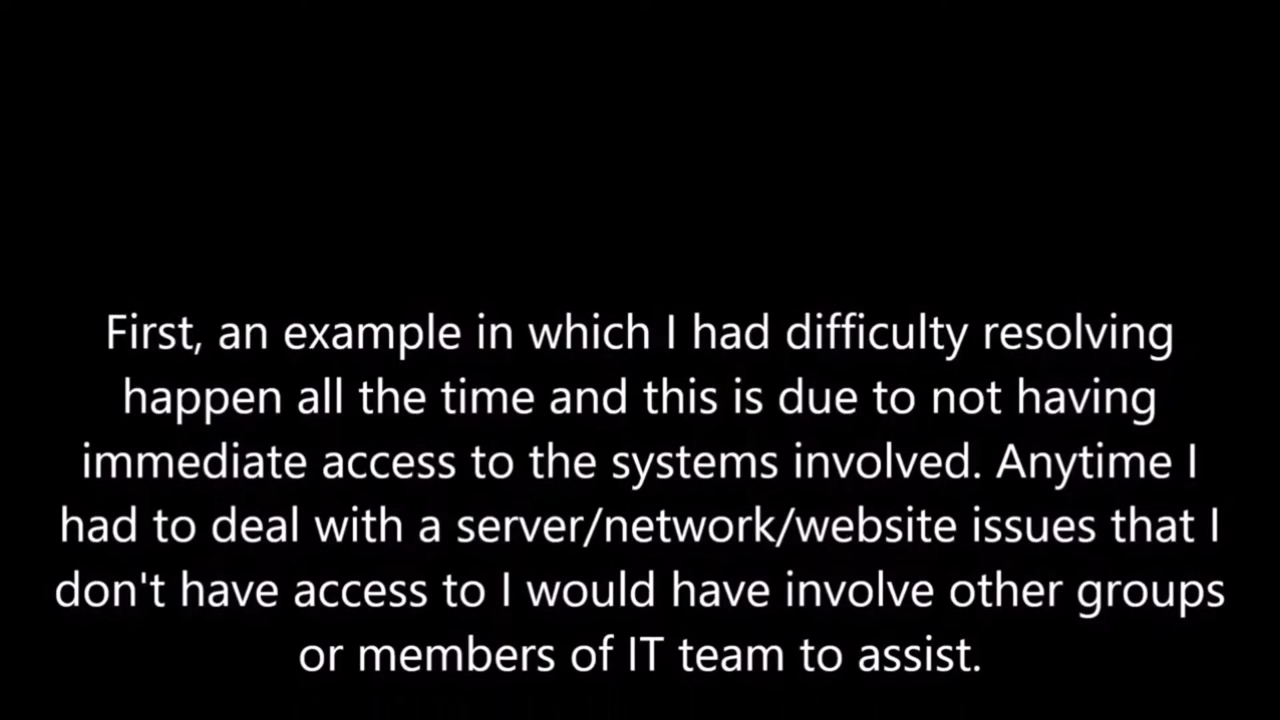 First, an example in which I had difficulty resolving
happen all the time and this is due to not having
immediate access to the systems involved. Anytime I
had to deal with a server/network/website issues that I
don't have access to I would have involve other groups
or members of IT team to assist.